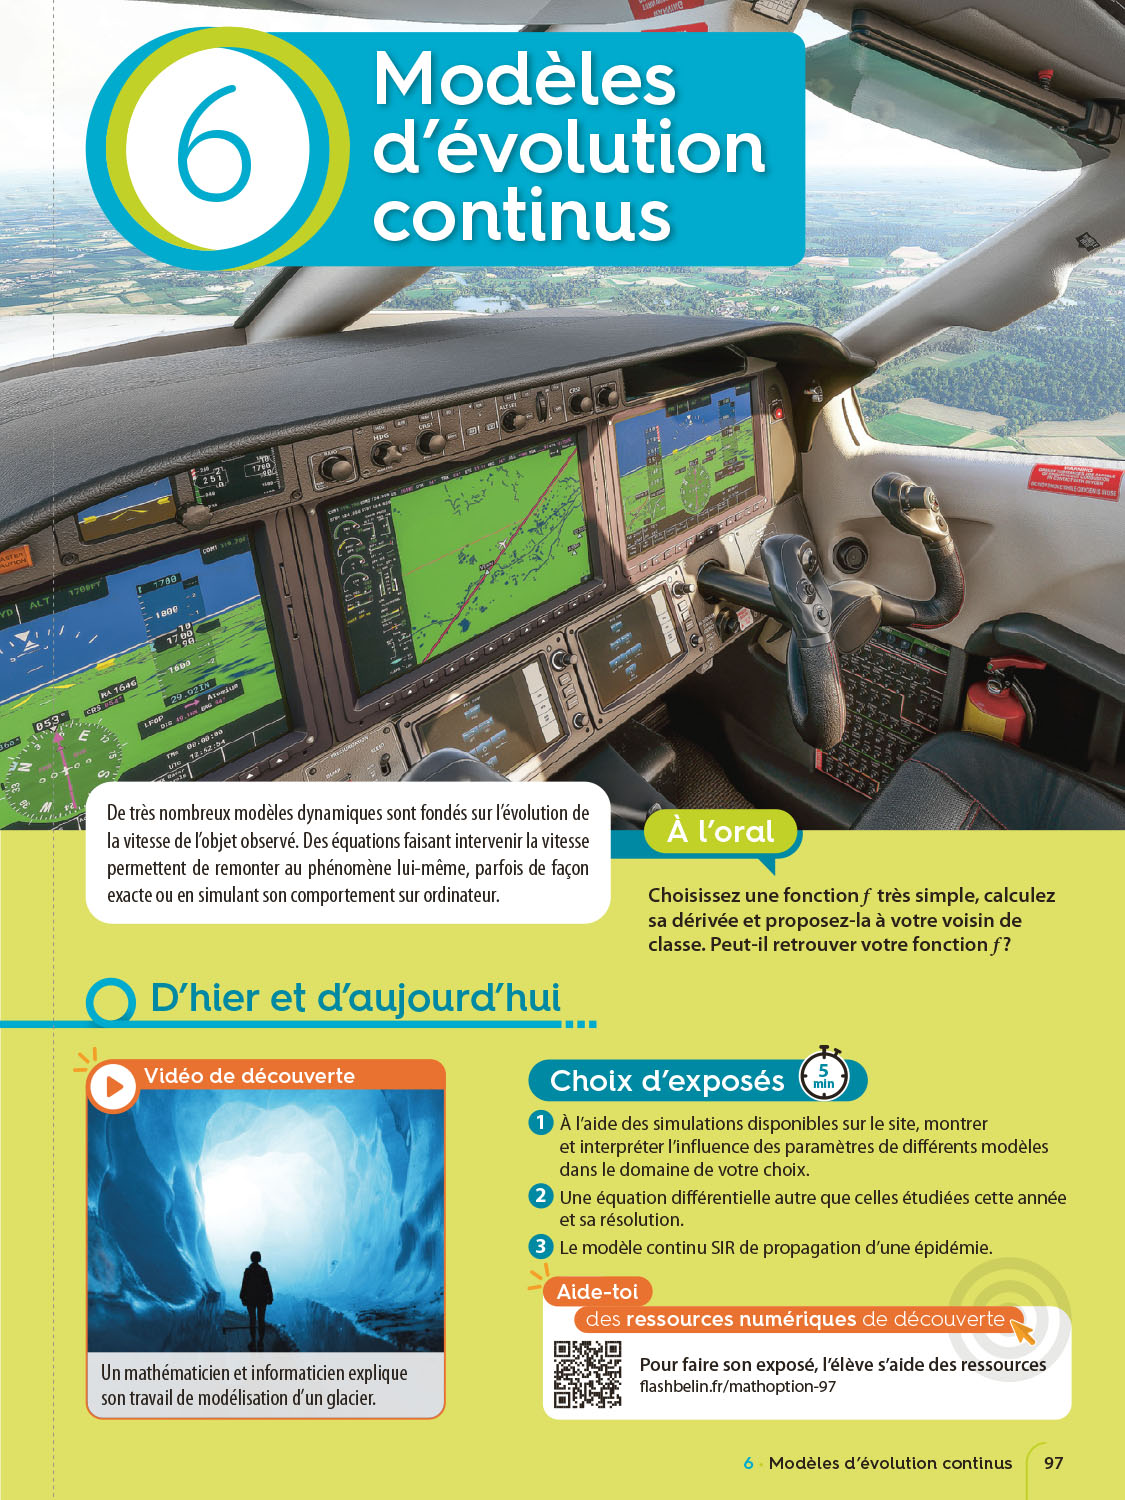 6
Modèles
d'évolution
continus
De très nombreux modèles dynamiques sont fondés sur l'évolution de
la vitesse de l'objet observé. Des équations faisant intervenir la vitesse
permettent de remonter au phénomène lui-même, parfois de façon
exacte ou en simulant son comportement sur ordinateur.
À l'oral
Choisissez une fonction f très simple, calculez
sa dérivée et proposez-la à votre voisin de
classe. Peut-il retrouver votre fonction f ?
D'hier et d'aujourd'hui
Vidéo de découverte
Un mathématicien et informaticien explique
son travail de modélisation d'un glacier.
Choix d'exposés
5
min
1 À l'aide des simulations disponibles sur le site, montrer
et interpréter l'influence des paramètres de différents modèles
dans le domaine de votre choix.
2 Une équation différentielle autre que celles étudiées cette année
et sa résolution.
3 Le modèle continu SIR de propagation d'une épidémie.
Aide-toi
des ressources numériques de découverte
Pour faire son exposé, l'élève s'aide des ressources
flashbelin.fr/mathoption-97
6 • Modèles d'évolution continus 97